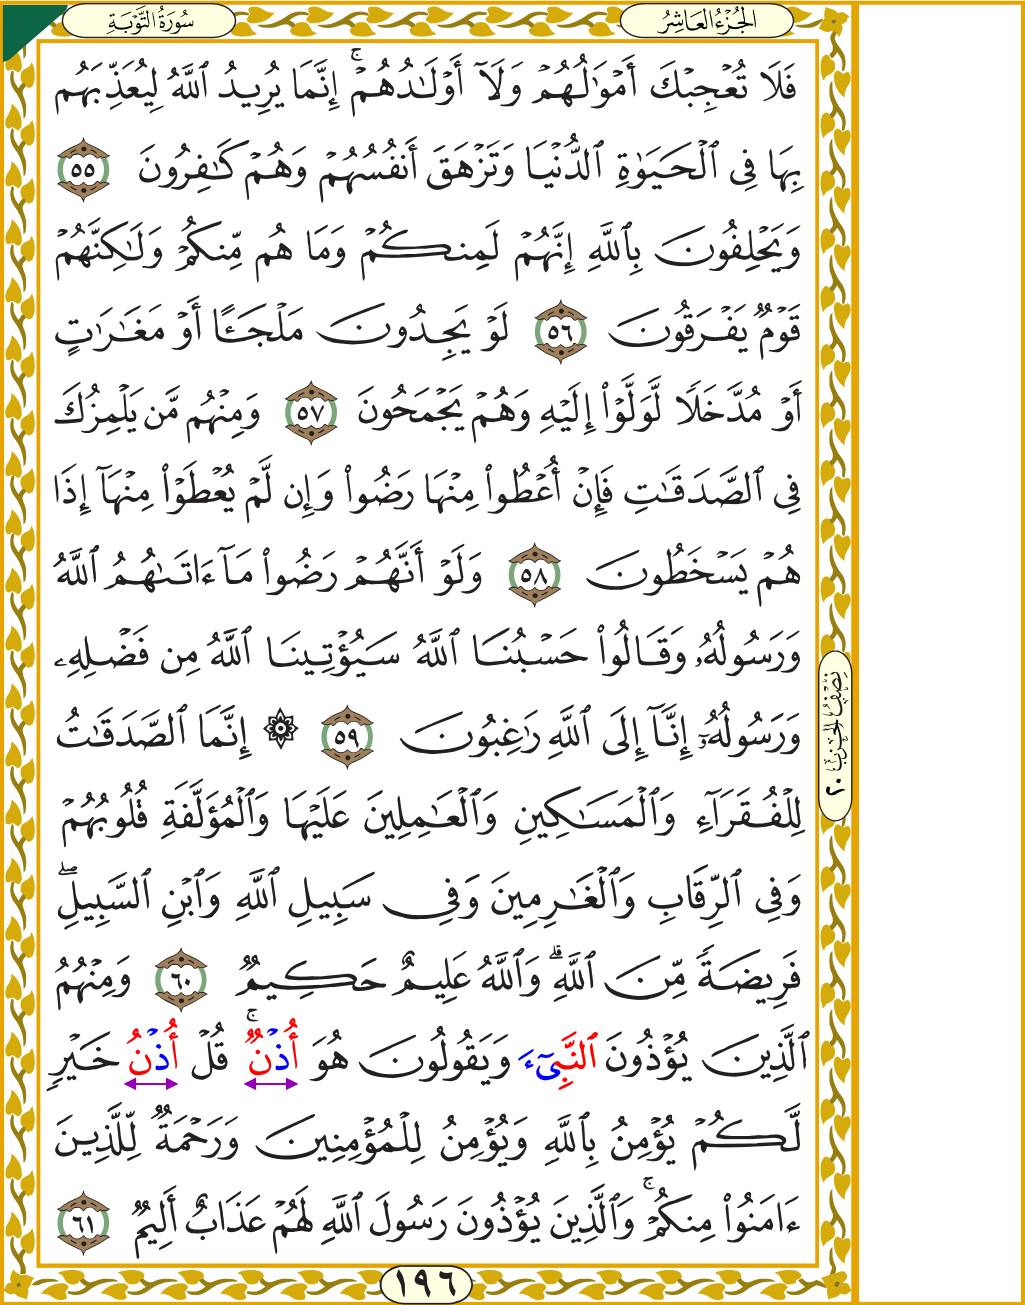 سُورَةُ التَّوْبَةِ
الجُزْءُ العَاشِرُ
فَلَا تُعْجِبْكَ أَمْوَٰلُهُمْ وَلَآ أَوْلَٰدُهُمْۚ إِنَّمَا يُرِيدُ ٱللَّهُ لِيُعَذِّبَهُم
بِهَا فِى ٱلْحَيَوٰةِ ٱلدُّنْيَا وَتَزْهَقَ أَنفُسُهُمْ وَهُمْ كَٰفِرُونَ ٥٥
وَيَحْلِفُونَ بِٱللَّهِ إِنَّهُمْ لَمِنكُمْ وَمَا هُم مِّنكُمْ وَلَٰكِنَّهُمْ
قَوْمٌ يَفْرَقُونَ ٥٦ لَوْ يَجِدُونَ مَلْجَـًٔا أَوْ مَغَٰرَٰتٍ
أَوْ مُدَّخَلًا لَّوَلَّوْا۟ إِلَيْهِ وَهُمْ يَجْمَحُونَ ٥٧ وَمِنْهُم مَّن يَلْمِزُكَ
فِى ٱلصَّدَقَٰتِ فَإِنْ أُعْطُوا۟ مِنْهَا رَضُوا۟ وَإِن لَّمْ يُعْطَوْا۟ مِنْهَآ إِذَا
هُمْ يَسْخَطُونَ ٥٨ وَلَوْ أَنَّهُمْ رَضُوا۟ مَآ ءَاتَىٰهُمُ ٱللَّهُ
وَرَسُولُهُۥ وَقَالُوا۟ حَسْبُنَا ٱللَّهُ سَيُؤْتِينَا ٱللَّهُ مِن فَضْلِهِۦ
وَرَسُولُهُۥٓ إِنَّآ إِلَى ٱللَّهِ رَٰغِبُونَ ٥٩ ۞ إِنَّمَا ٱلصَّدَقَٰتُ
لِلْفُقَرَآءِ وَٱلْمَسَٰكِينِ وَٱلْعَٰمِلِينَ عَلَيْهَا وَٱلْمُؤَلَّفَةِ قُلُوبُهُمْ
وَفِى ٱلرِّقَابِ وَٱلْغَٰرِمِينَ وَفِى سَبِيلِ ٱللَّهِ وَٱبْنِ ٱلسَّبِيلِۖ
فَرِيضَةً مِّنَ ٱللَّهِۗ وَٱللَّهُ عَلِيمٌ حَكِيمٌ ٦٠ وَمِنْهُمُ
ٱلَّذِينَ يُؤْذُونَ ٱلنَّبِىٓءَ وَيَقُولُونَ هُوَ أُذْنٌۚ قُلْ أُذْنُ خَيْرٍ
لَّكُمْ يُؤْمِنُ بِٱللَّهِ وَيُؤْمِنُ لِلْمُؤْمِنِينَ وَرَحْمَةٌ لِّلَّذِينَ
ءَامَنُوا۟ مِنكُمْۚ وَٱلَّذِينَ يُؤْذُونَ رَسُولَ ٱللَّهِ لَهُمْ عَذَابٌ أَلِيمٌ ٦١
نِصْفُ الحِزْبِ ٢٠
١٩٦